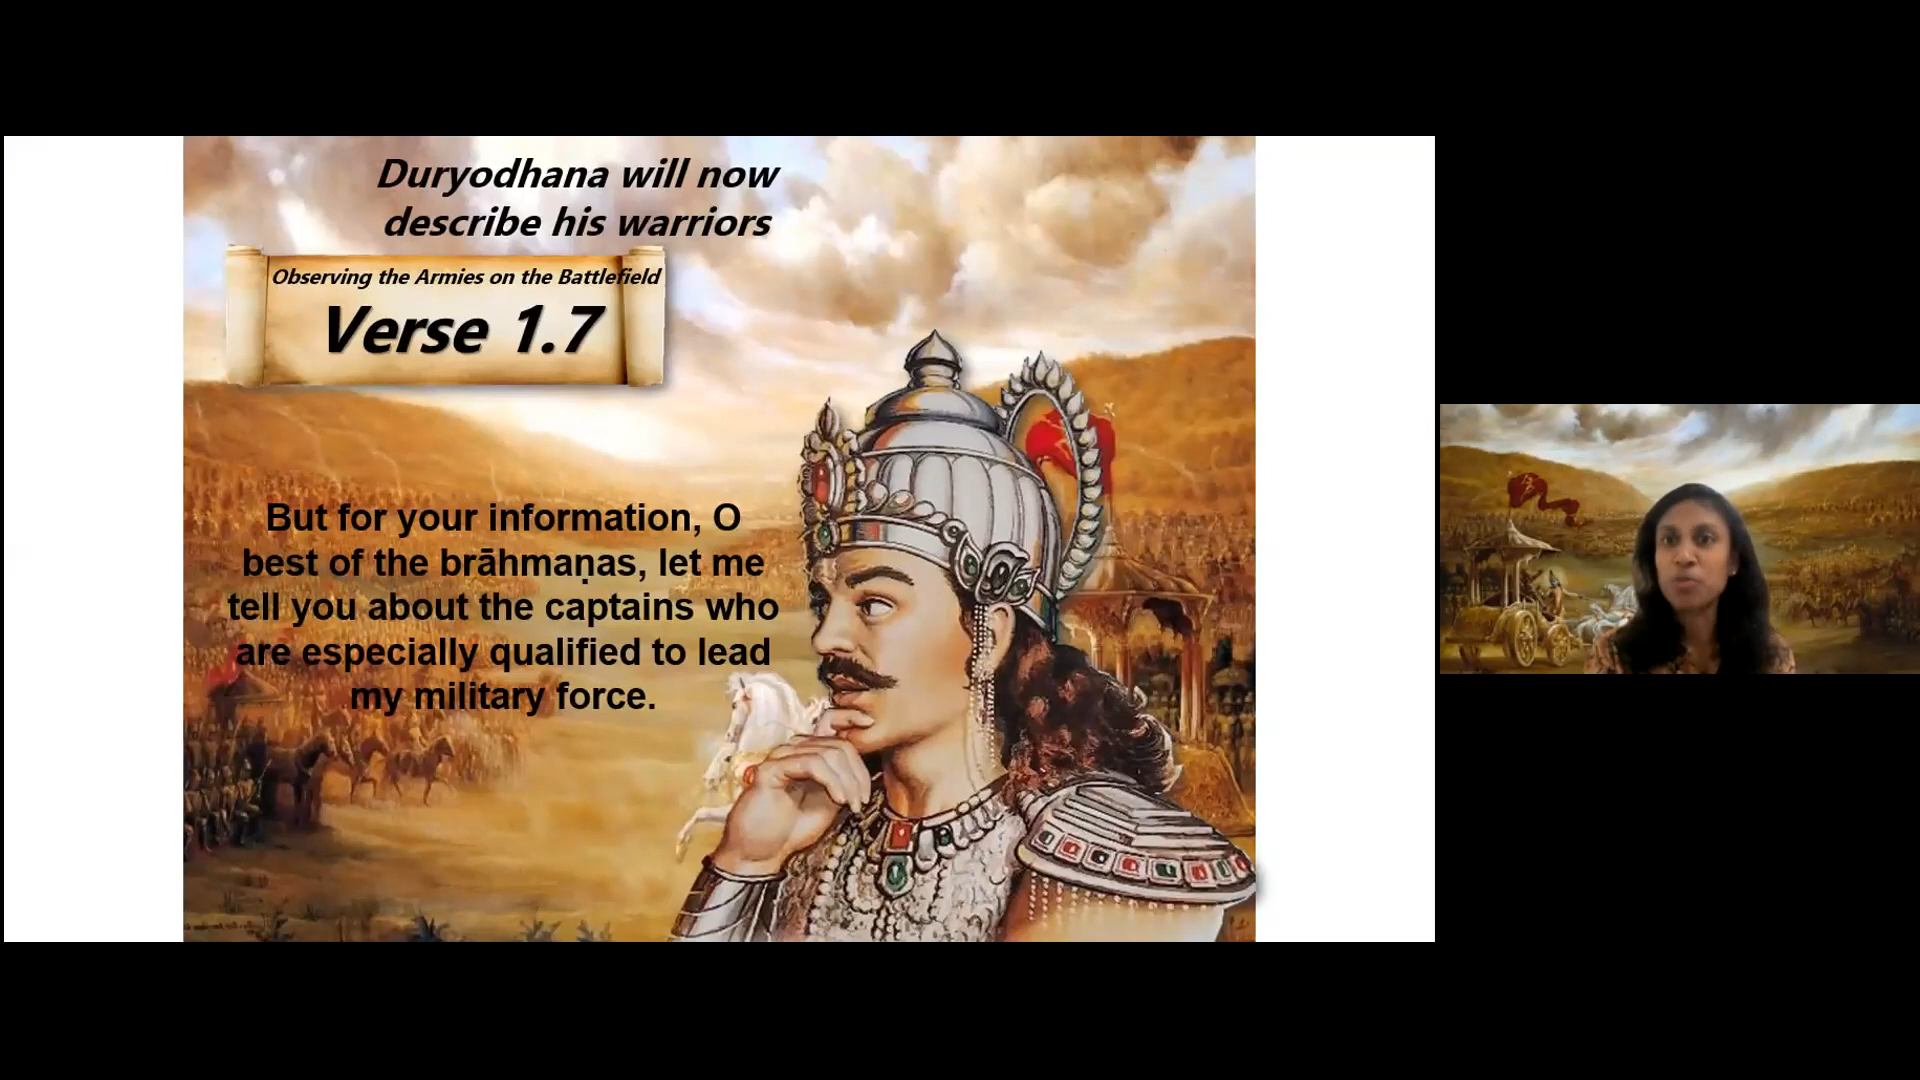 Duryodhana will now
describe his warriors
Observing the Armies on the Battlefield
Verse 1.7
But for your information, O
best of the brāhmaṇas, let me
tell you about the captains who
are especially qualified to lead
my military force.